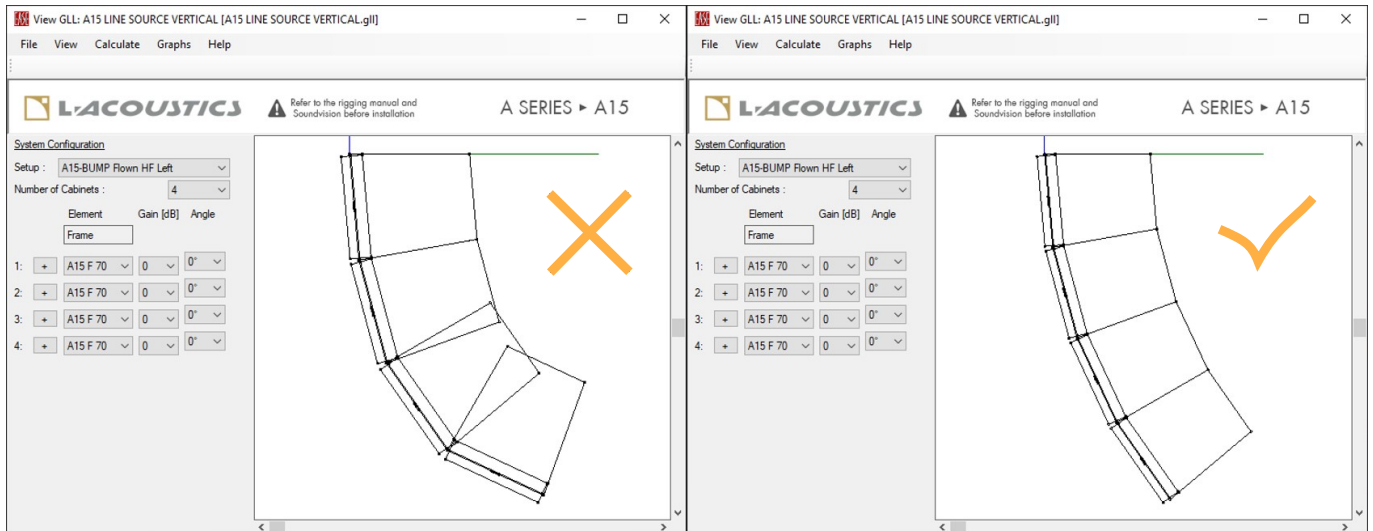 View GLL: A15 LINE SOURCE VERTICAL [A15 LINE SOURCE VERTICAL.gll]
File View Calculate Graphs Help
L-ACOUSTICS
Refer to the rigging manual and
Soundvision before installation
A SERIES ▸ A15
System Configuration
Setup : A15-BUMP Flown HF Left
Number of Cabinets : 4
Element Gain [dB] Angle
Frame
1: + A15 F 70 0 0°
2: + A15 F 70 0 0°
3: + A15 F 70 0 0°
4: + A15 F 70 0 0°
View GLL: A15 LINE SOURCE VERTICAL [A15 LINE SOURCE VERTICAL.gll]
File View Calculate Graphs Help
L-ACOUSTICS
Refer to the rigging manual and
Soundvision before installation
A SERIES ▸ A15
System Configuration
Setup : A15-BUMP Flown HF Left
Number of Cabinets : 4
Element Gain [dB] Angle
Frame
1: + A15 F 70 0 0°
2: + A15 F 70 0 0°
3: + A15 F 70 0 0°
4: + A15 F 70 0 0°